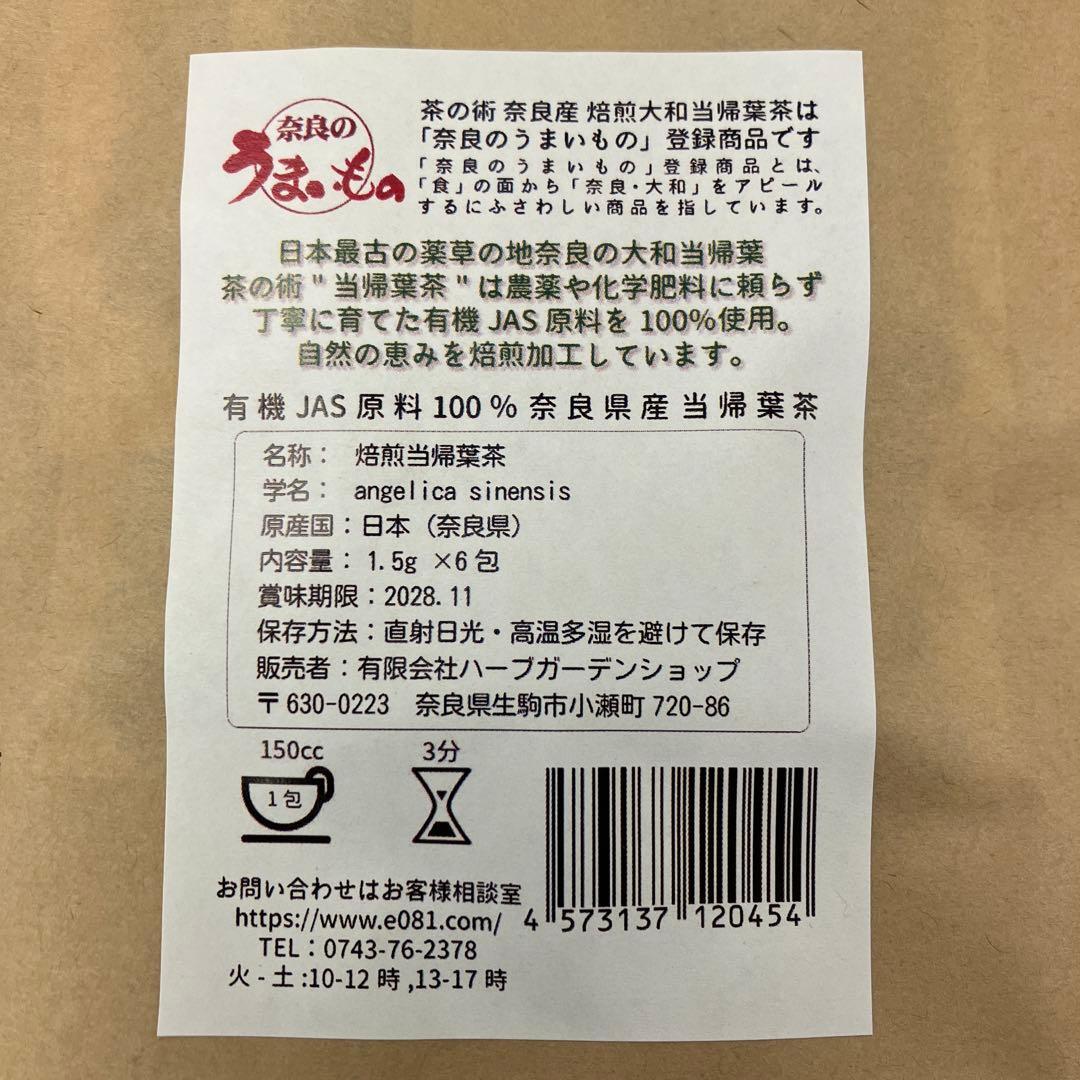 奈良の
うまいもの
茶の術 奈良産 焙煎大和当帰葉茶は
「奈良のうまいもの」登録商品です
「奈良のうまいもの」登録商品とは、
「食」の面から「奈良・大和」をアピール
するにふさわしい商品を指しています。
日本最古の薬草の地奈良の大和当帰葉
茶の術"当帰葉茶"は農薬や化学肥料に頼らず
丁寧に育てた有機JAS原料を100%使用。
自然の恵みを焙煎加工しています。
有機JAS原料100%奈良県産当帰葉茶
名称： 焙煎当帰葉茶
学名： angelica sinensis
原産国：日本（奈良県）
内容量：1.5g ×6包
賞味期限：2028.11
保存方法：直射日光・高温多湿を避けて保存
販売者：有限会社ハーブガーデンショップ
〒630-0223 奈良県生駒市小瀬町720-86
150cc
1包
3分
お問い合わせはお客様相談室
https://www.e081.com/
TEL：0743-76-2378
火-土:10-12時,13-17時
4 573137 120454